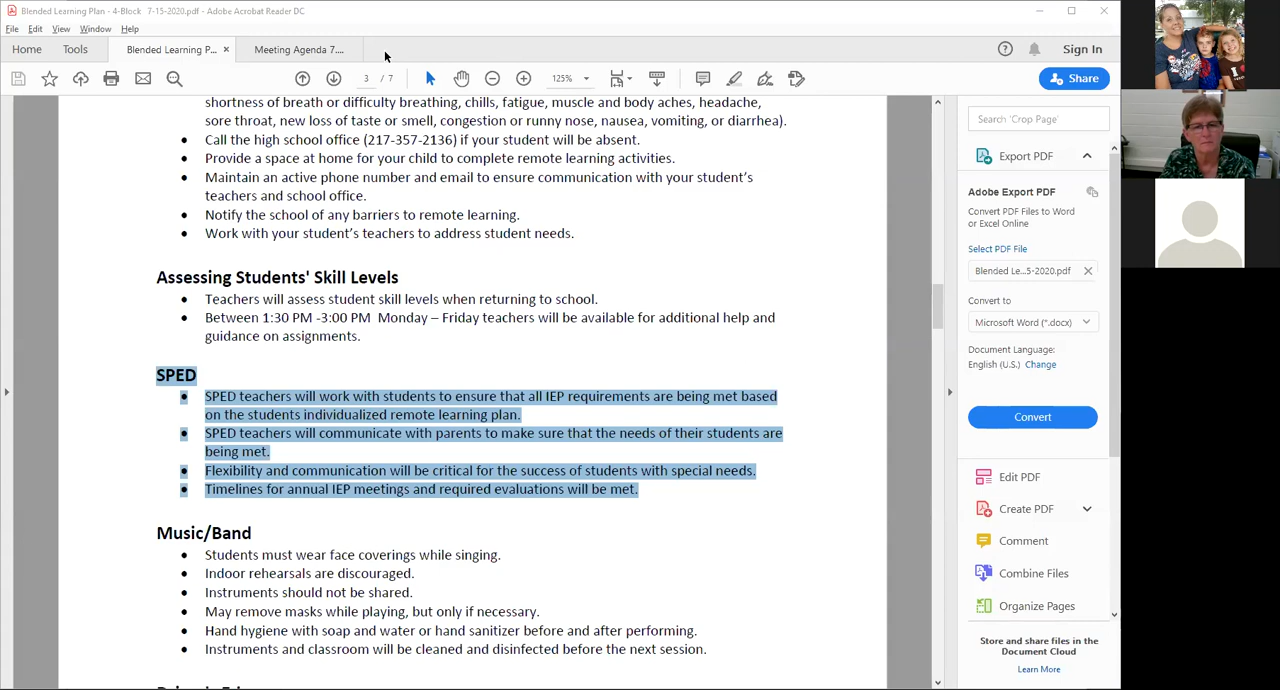 Blended Learning Plan - 4-Block 7-15-2020.pdf - Adobe Acrobat Reader DC
File Edit View Window Help
Home Tools Blended Learning P... × Meeting Agenda 7.... Sign In
3 / 7 125% Share
shortness of breath or difficulty breathing, chills, fatigue, muscle and body aches, headache,
sore throat, new loss of taste or smell, congestion or runny nose, nausea, vomiting, or diarrhea).
• Call the high school office (217-357-2136) if your student will be absent.
• Provide a space at home for your child to complete remote learning activities.
• Maintain an active phone number and email to ensure communication with your student's
teachers and school office.
• Notify the school of any barriers to remote learning.
• Work with your student's teachers to address student needs.
Assessing Students' Skill Levels
• Teachers will assess student skill levels when returning to school.
• Between 1:30 PM -3:00 PM Monday – Friday teachers will be available for additional help and
guidance on assignments.
SPED
• SPED teachers will work with students to ensure that all IEP requirements are being met based
on the students individualized remote learning plan.
• SPED teachers will communicate with parents to make sure that the needs of their students are
being met.
• Flexibility and communication will be critical for the success of students with special needs.
• Timelines for annual IEP meetings and required evaluations will be met.
Music/Band
• Students must wear face coverings while singing.
• Indoor rehearsals are discouraged.
• Instruments should not be shared.
• May remove masks while playing, but only if necessary.
• Hand hygiene with soap and water or hand sanitizer before and after performing.
• Instruments and classroom will be cleaned and disinfected before the next session.
Search 'Crop Page'
Export PDF
Adobe Export PDF
Convert PDF Files to Word
or Excel Online
Select PDF File
Blended Le...5-2020.pdf ×
Convert to
Microsoft Word (*.docx)
Document Language:
English (U.S.) Change
Convert
Edit PDF
Create PDF
Comment
Combine Files
Organize Pages
Store and share files in the
Document Cloud
Learn More